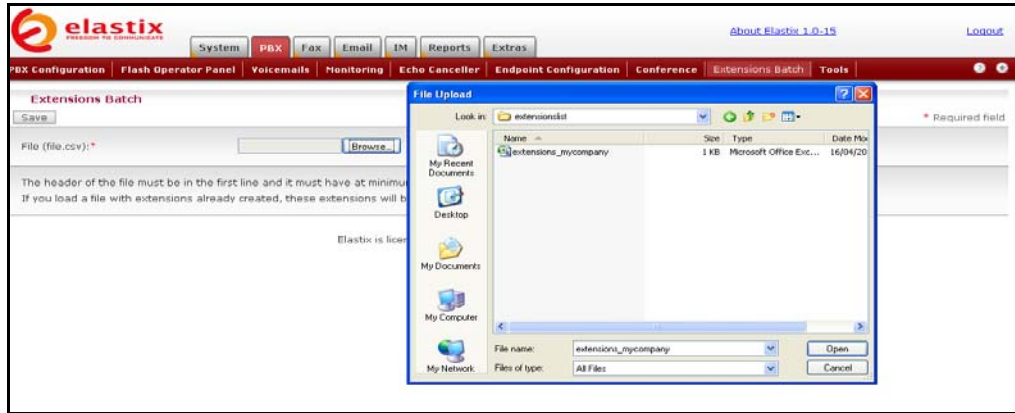 elastix
FREEDOM TO COMMUNICATE
About Elastix 1.0-15
Logout
System PBX Fax Email IM Reports Extras
PBX Configuration Flash Operator Panel Voicemails Monitoring Echo Canceller Endpoint Configuration Conference Extensions Batch Tools
Extensions Batch
Save
* Required field
File (file.csv):*
Browse...
The header of the file must be in the first line and it must have at minimu
If you load a file with extensions already created, these extensions will b
Elastix is licen
File Upload
Look in: extensionslist
My Recent Documents
Desktop
My Documents
My Computer
My Network
Name Size Type Date Mo
extensions_mycompany 1 KB Microsoft Office Exc... 16/04/20
File name: extensions_mycompany Open
Files of type: All Files Cancel